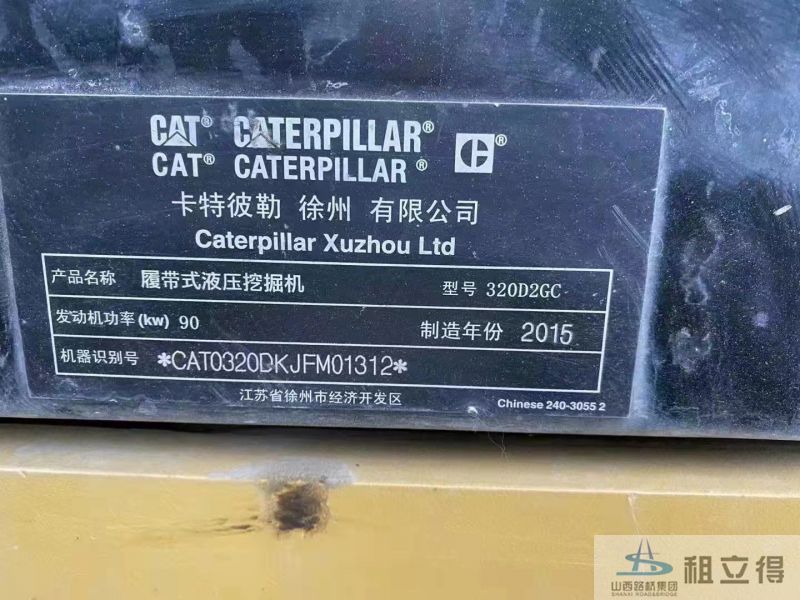 CAT® CATERPILLAR® ®
CAT® CATERPILLAR®
卡特彼勒 徐州 有限公司
Caterpillar Xuzhou Ltd
产品名称 履带式液压挖掘机 型号 320D2GC
发动机功率(kw) 90 制造年份 2015
机器识别号 *CAT0320DKJFM01312*
江苏省徐州市经济开发区
Chinese 240-3055 2
山西路桥集团 租立得
SHANXI ROAD&BRIDGE